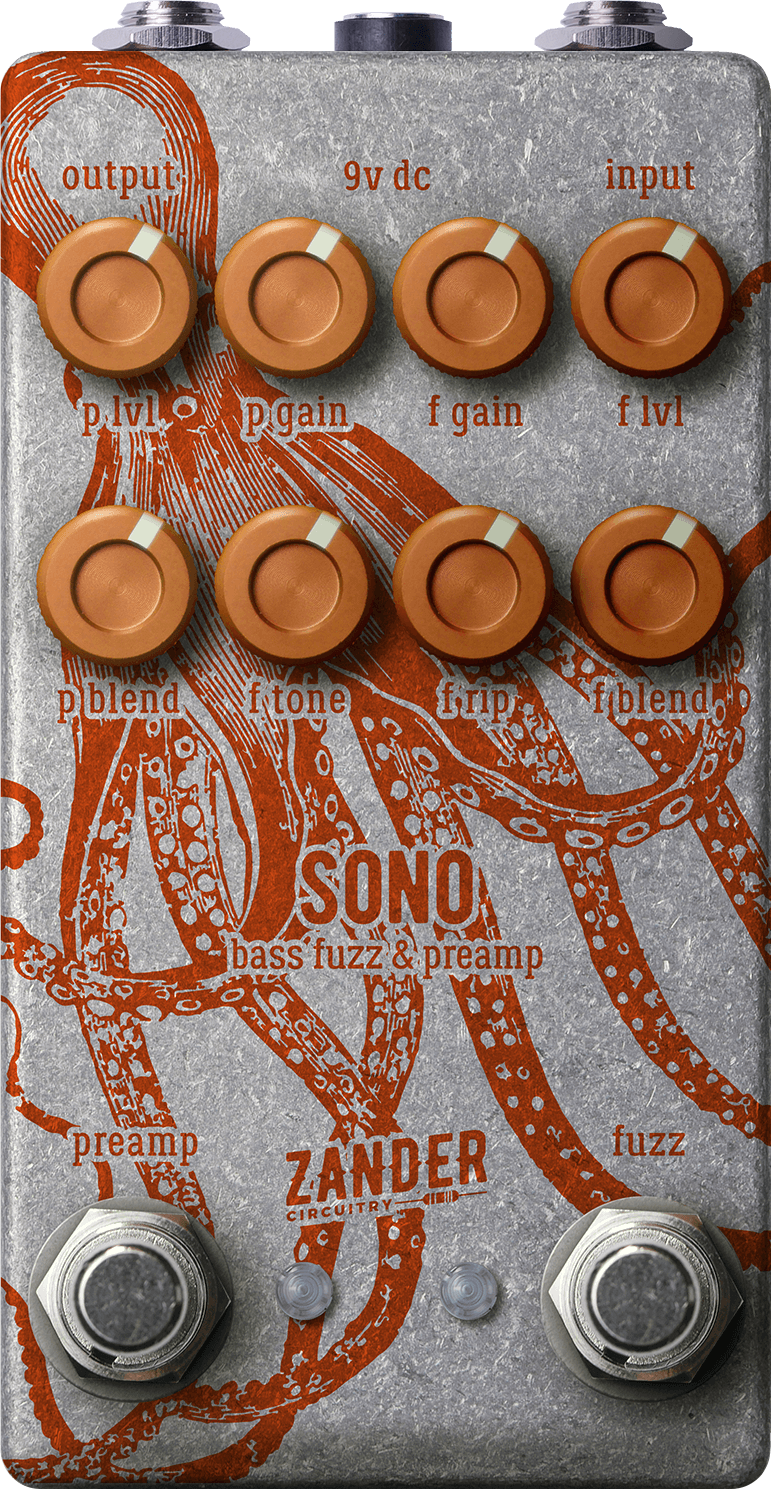 output 9v dc input
p lvl p gain f gain f lvl
p blend f tone f rip f blend
SONO
bass fuzz & preamp
preamp fuzz
ZANDER
CIRCUITRY